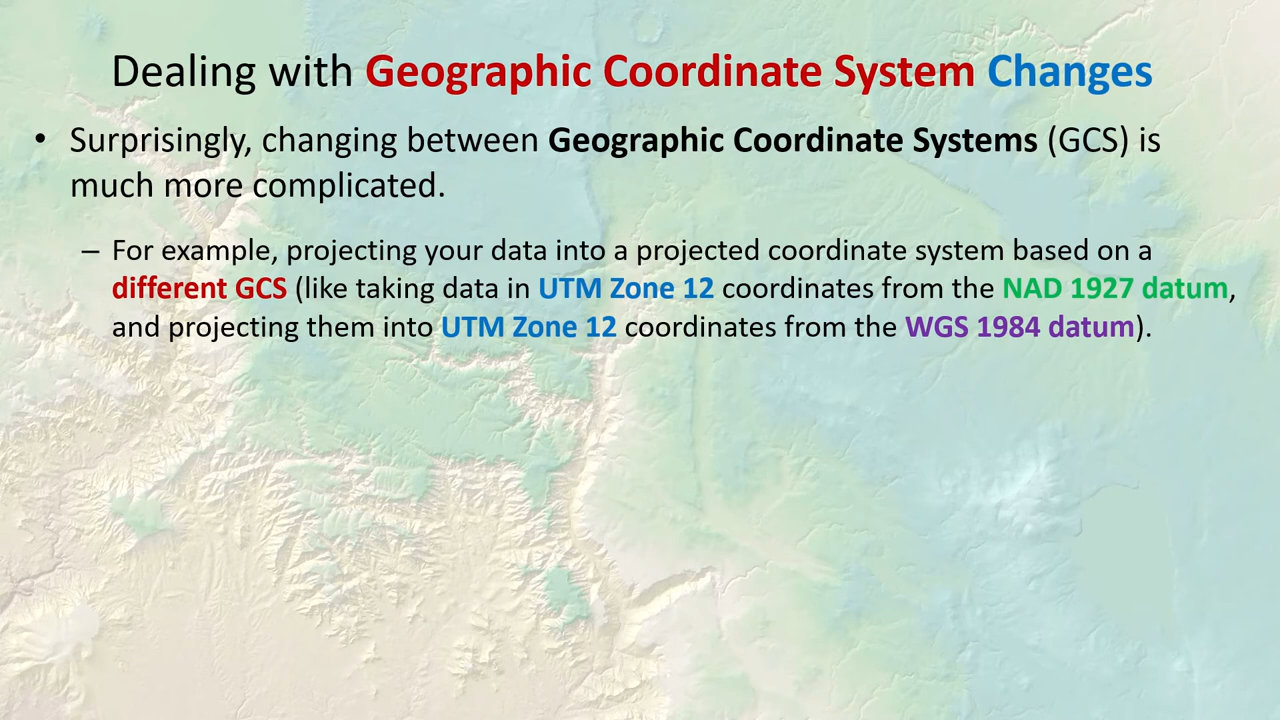 Dealing with Geographic Coordinate System Changes
• Surprisingly, changing between Geographic Coordinate Systems (GCS) is
much more complicated.
– For example, projecting your data into a projected coordinate system based on a
different GCS (like taking data in UTM Zone 12 coordinates from the NAD 1927 datum,
and projecting them into UTM Zone 12 coordinates from the WGS 1984 datum).